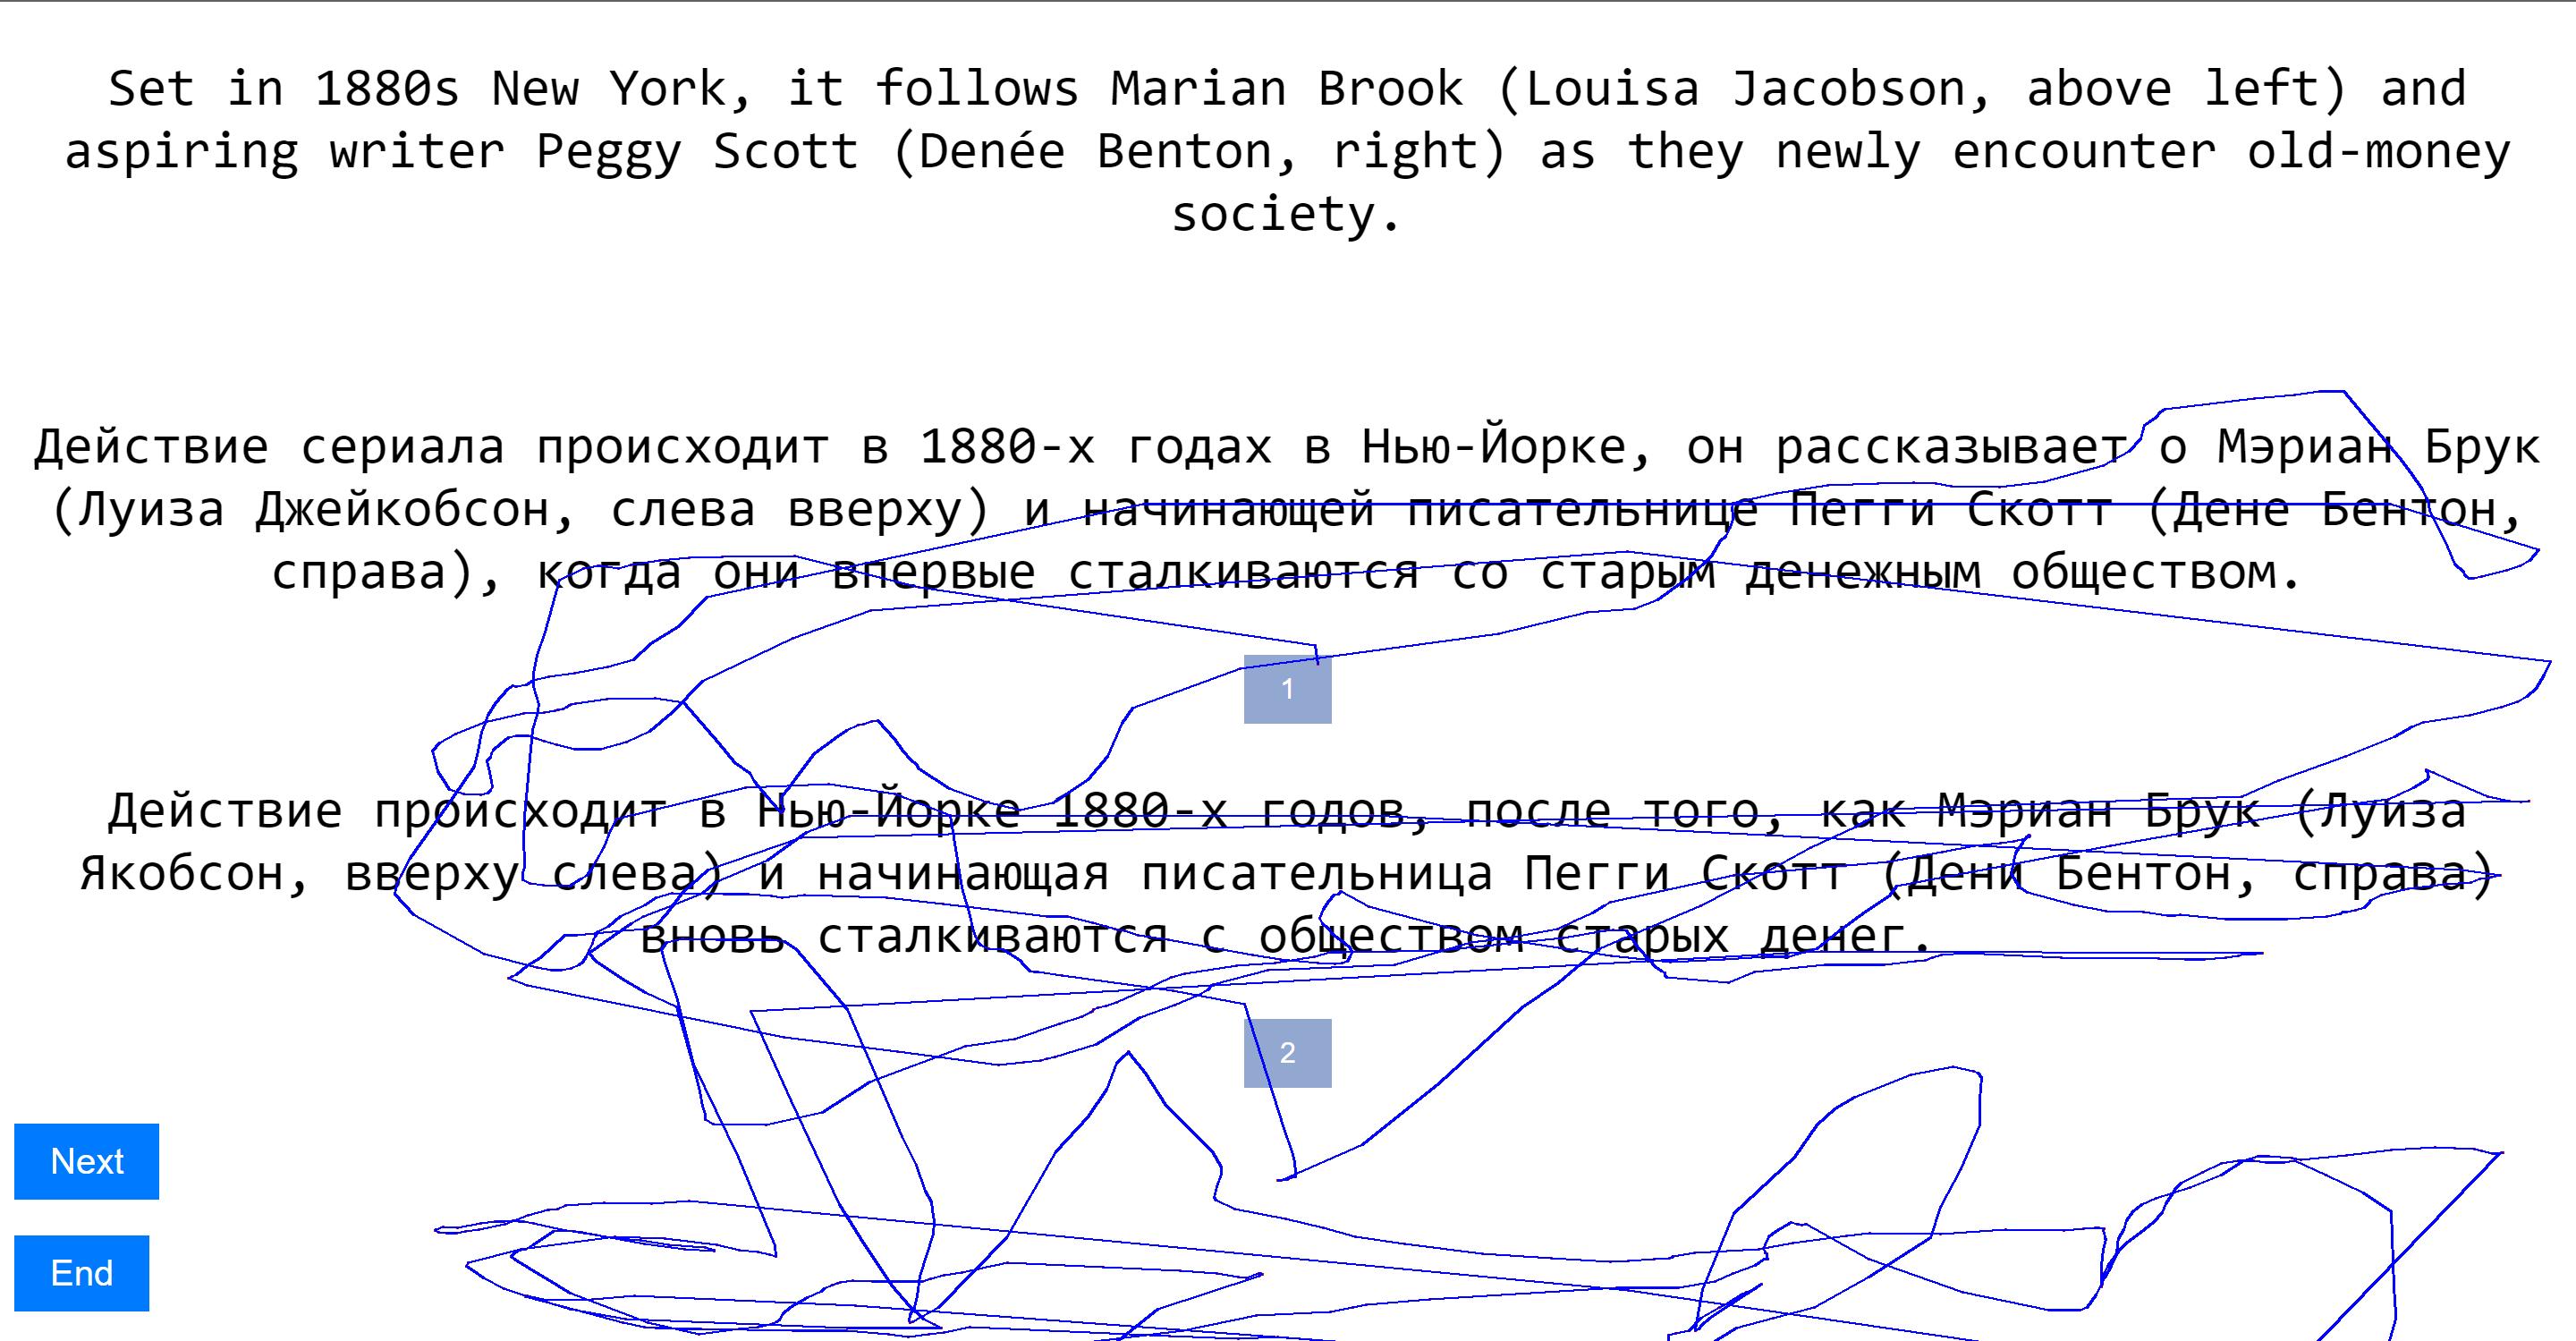 Set in 1880s New York, it follows Marian Brook (Louisa Jacobson, above left) and
aspiring writer Peggy Scott (Denée Benton, right) as they newly encounter old-money
society.
Действие сериала происходит в 1880-х годах в Нью-Йорке, он рассказывает о Мэриан Брук
(Луиза Джейкобсон, слева вверху) и начинающей писательнице Пегги Скотт (Дене Бентон,
справа), когда они впервые сталкиваются со старым денежным обществом.
1
Действие происходит в Нью-Йорке 1880-х годов, после того, как Мэриан Брук (Луиза
Якобсон, вверху слева) и начинающая писательница Пегги Скотт (Дени Бентон, справа)
вновь сталкиваются с обществом старых денег.
2
Next
End